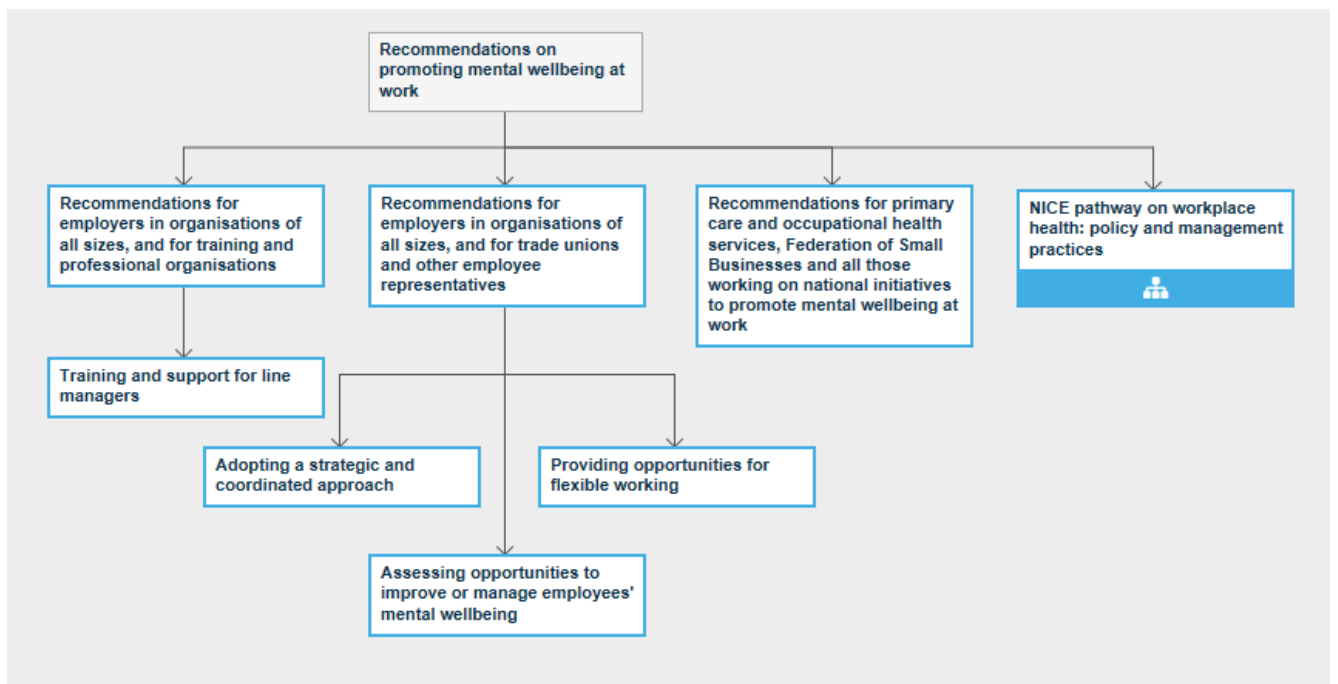 Recommendations on
promoting mental wellbeing at
work
Recommendations for
employers in organisations of
all sizes, and for training and
professional organisations
Recommendations for
employers in organisations of
all sizes, and for trade unions
and other employee
representatives
Recommendations for primary
care and occupational health
services, Federation of Small
Businesses and all those
working on national initiatives
to promote mental wellbeing at
work
NICE pathway on workplace
health: policy and management
practices
Training and support for line
managers
Adopting a strategic and
coordinated approach
Providing opportunities for
flexible working
Assessing opportunities to
improve or manage employees'
mental wellbeing